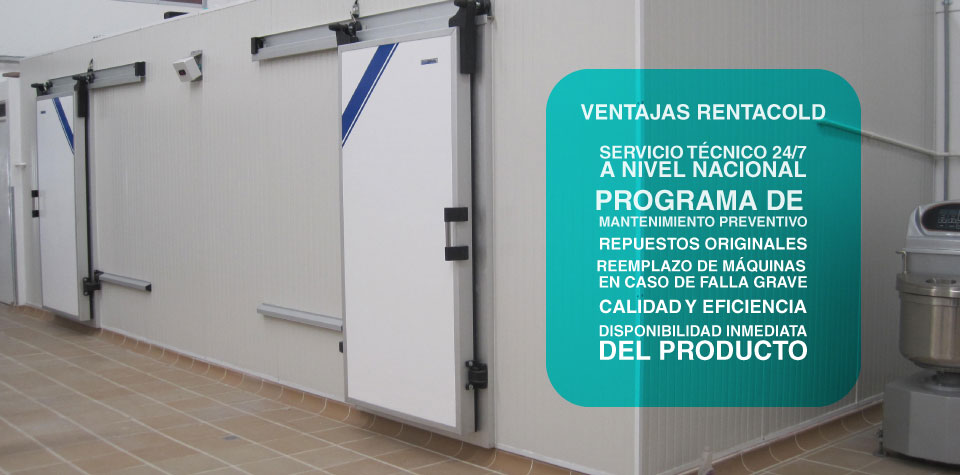 VENTAJAS RENTACOLD
SERVICIO TÉCNICO 24/7
A NIVEL NACIONAL
PROGRAMA DE
MANTENIMIENTO PREVENTIVO
REPUESTOS ORIGINALES
REEMPLAZO DE MÁQUINAS
EN CASO DE FALLA GRAVE
CALIDAD Y EFICIENCIA
DISPONIBILIDAD INMEDIATA
DEL PRODUCTO